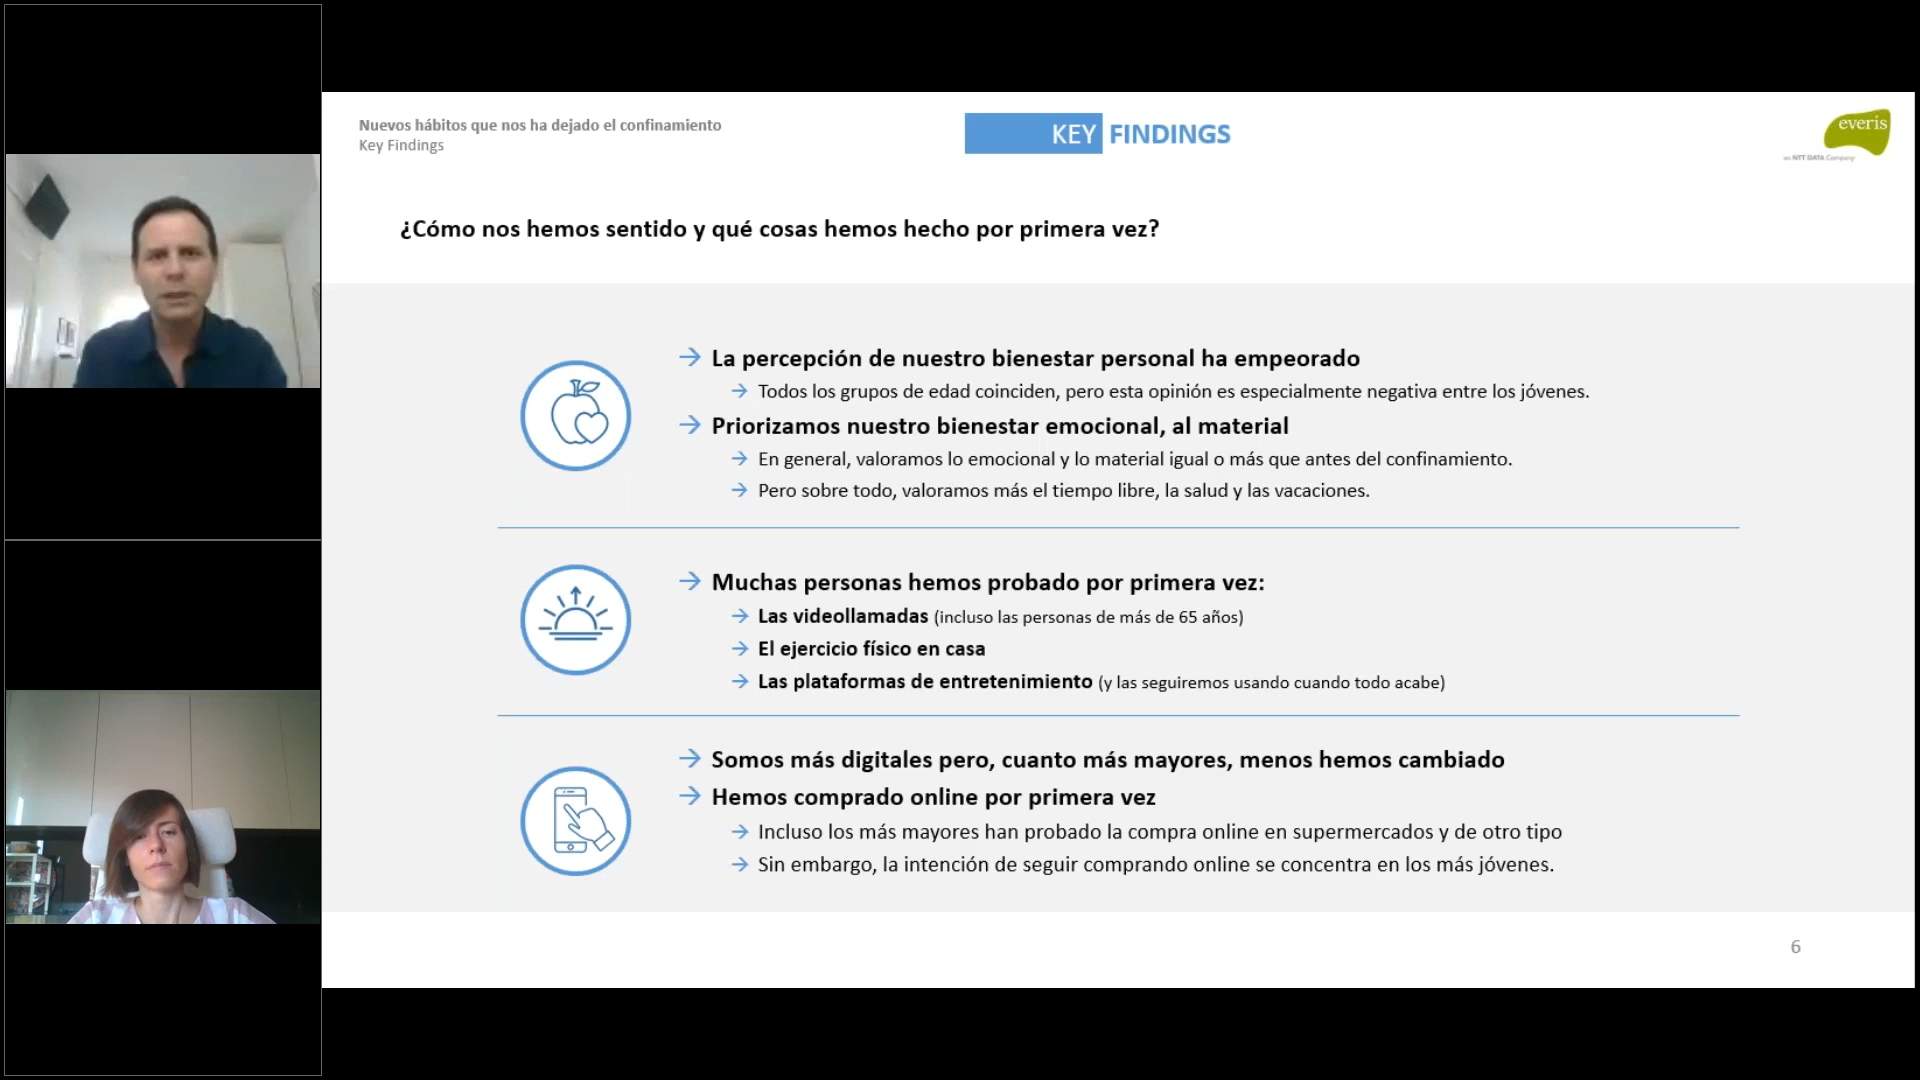 Nuevos hábitos que nos ha dejado el confinamiento
Key Findings
KEY FINDINGS
everis
an NTT DATA Company
¿Cómo nos hemos sentido y qué cosas hemos hecho por primera vez?
La percepción de nuestro bienestar personal ha empeorado
Todos los grupos de edad coinciden, pero esta opinión es especialmente negativa entre los jóvenes.
Priorizamos nuestro bienestar emocional, al material
En general, valoramos lo emocional y lo material igual o más que antes del confinamiento.
Pero sobre todo, valoramos más el tiempo libre, la salud y las vacaciones.
Muchas personas hemos probado por primera vez:
Las videollamadas (incluso las personas de más de 65 años)
El ejercicio físico en casa
Las plataformas de entretenimiento (y las seguiremos usando cuando todo acabe)
Somos más digitales pero, cuanto más mayores, menos hemos cambiado
Hemos comprado online por primera vez
Incluso los más mayores han probado la compra online en supermercados y de otro tipo
Sin embargo, la intención de seguir comprando online se concentra en los más jóvenes.
6